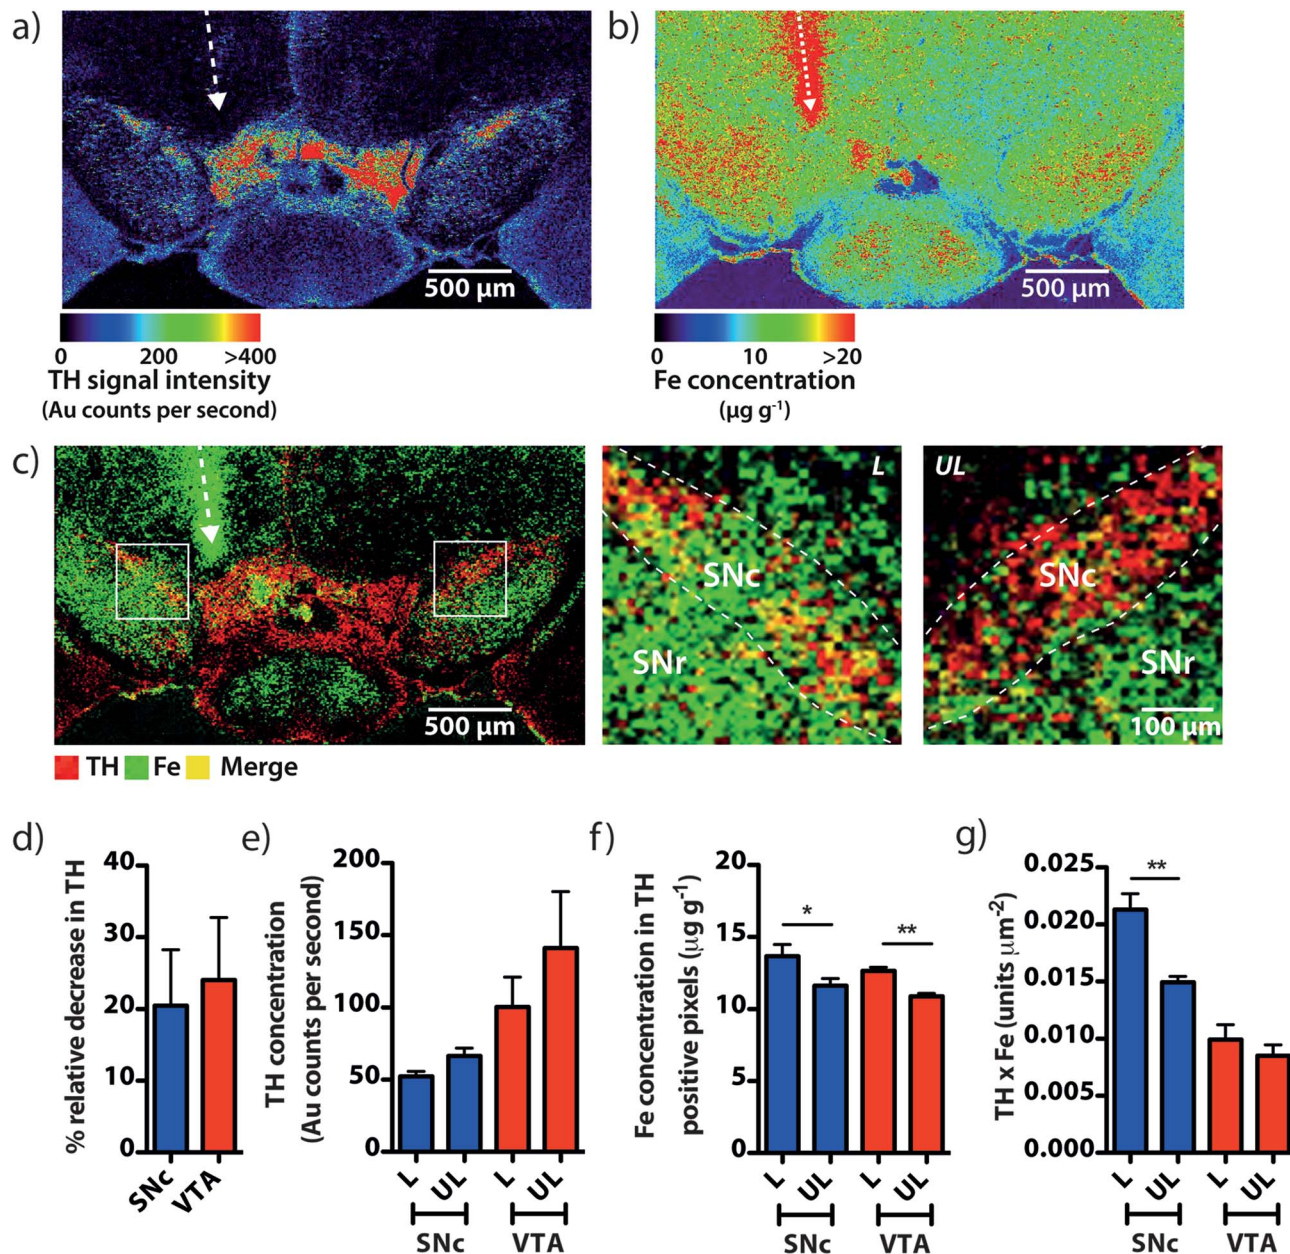 a)
500 µm
0 200 >400
TH signal intensity
(Au counts per second)
b)
500 µm
0 10 >20
Fe concentration
(µg g⁻¹)
c)
500 µm
TH Fe Merge
L
SNc
SNr
UL
SNc
SNr
100 µm
d)
% relative decrease in TH
40
30
20
10
0
SNc
VTA
e)
TH concentration
(Au counts per second)
200
150
100
50
0
L UL L UL
SNc VTA
f)
Fe concentration in TH
positive pixels (µg g⁻¹)
20
15
10
5
0
*
**
L UL L UL
SNc VTA
g)
TH x Fe (units µm⁻²)
0.025
0.020
0.015
0.010
0.005
0.000
**
L UL L UL
SNc VTA